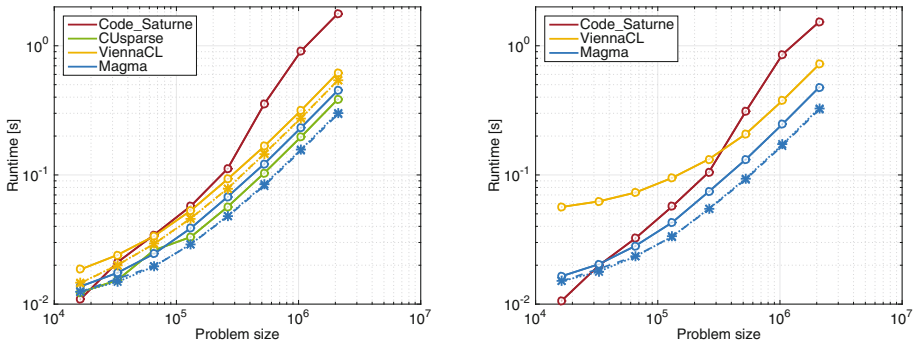 Code_Saturne
CUsparse
ViennaCL
Magma
10^0
10^-1
10^-2
Runtime [s]
10^4 10^5 10^6 10^7
Problem size
Code_Saturne
ViennaCL
Magma
10^0
10^-1
10^-2
Runtime [s]
10^4 10^5 10^6 10^7
Problem size